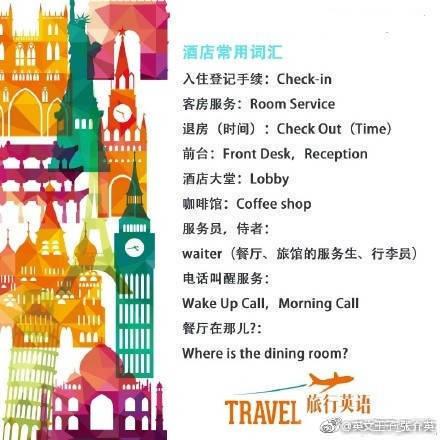 酒店常用词汇
入住登记手续：Check-in
客房服务：Room Service
退房（时间）：Check Out（Time）
前台：Front Desk，Reception
酒店大堂：Lobby
咖啡馆：Coffee shop
服务员，侍者：
waiter（餐厅、旅馆的服务生、行李员）
电话叫醒服务：
Wake Up Call，Morning Call
餐厅在那儿?：
Where is the dining room?
TRAVEL 旅行英语